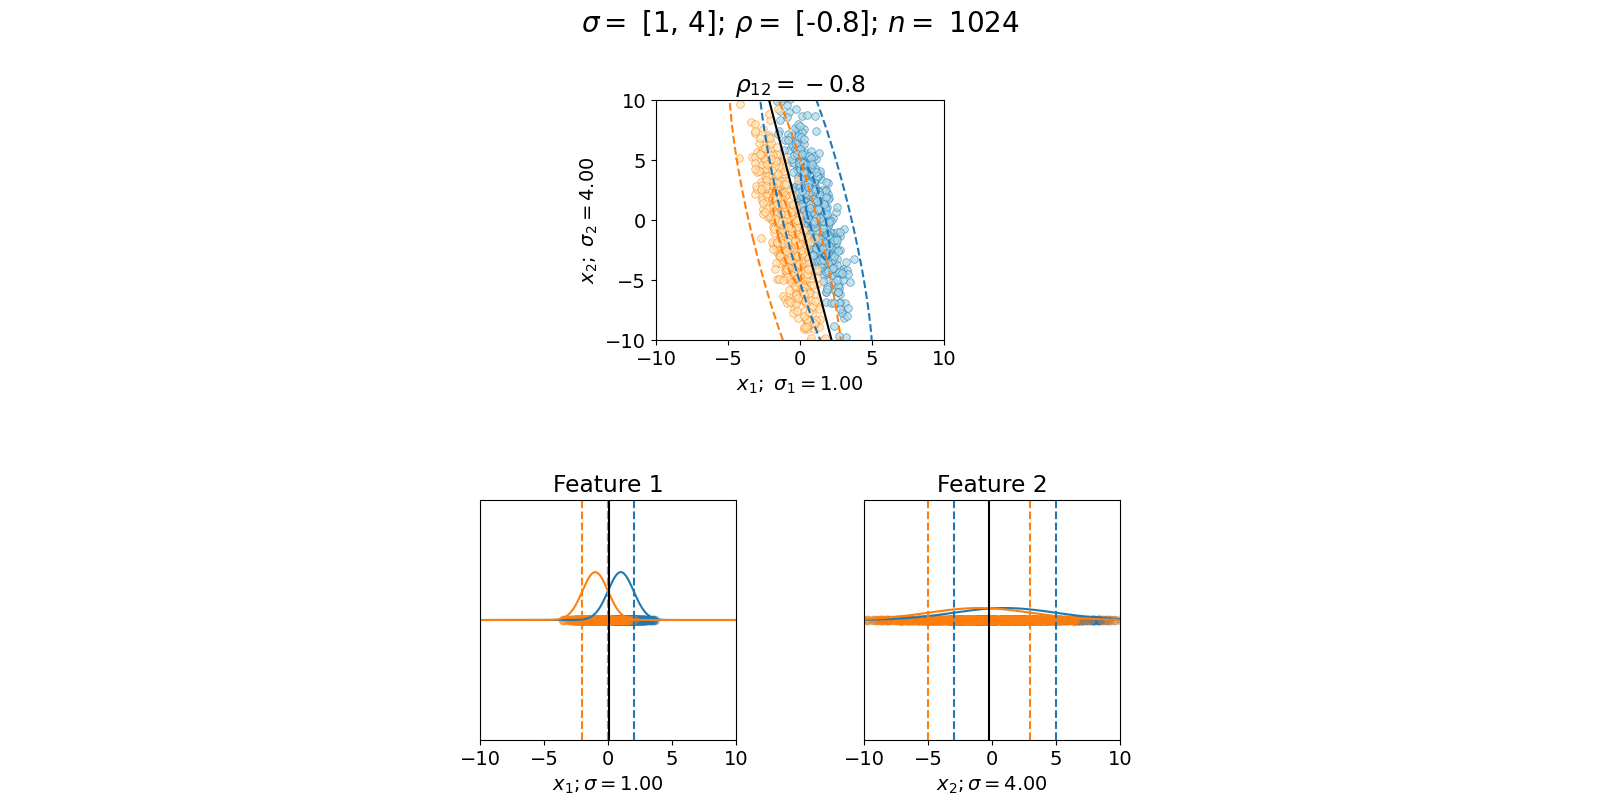 σ = [1, 4]; ρ = [-0.8]; n = 1024
ρ₁₂ = −0.8
10
5
0
−5
−10
x₂; σ₂ = 4.00
−10 −5 0 5 10
x₁; σ₁ = 1.00
Feature 1 Feature 2
−10 −5 0 5 10 −10 −5 0 5 10
x₁; σ = 1.00 x₂; σ = 4.00